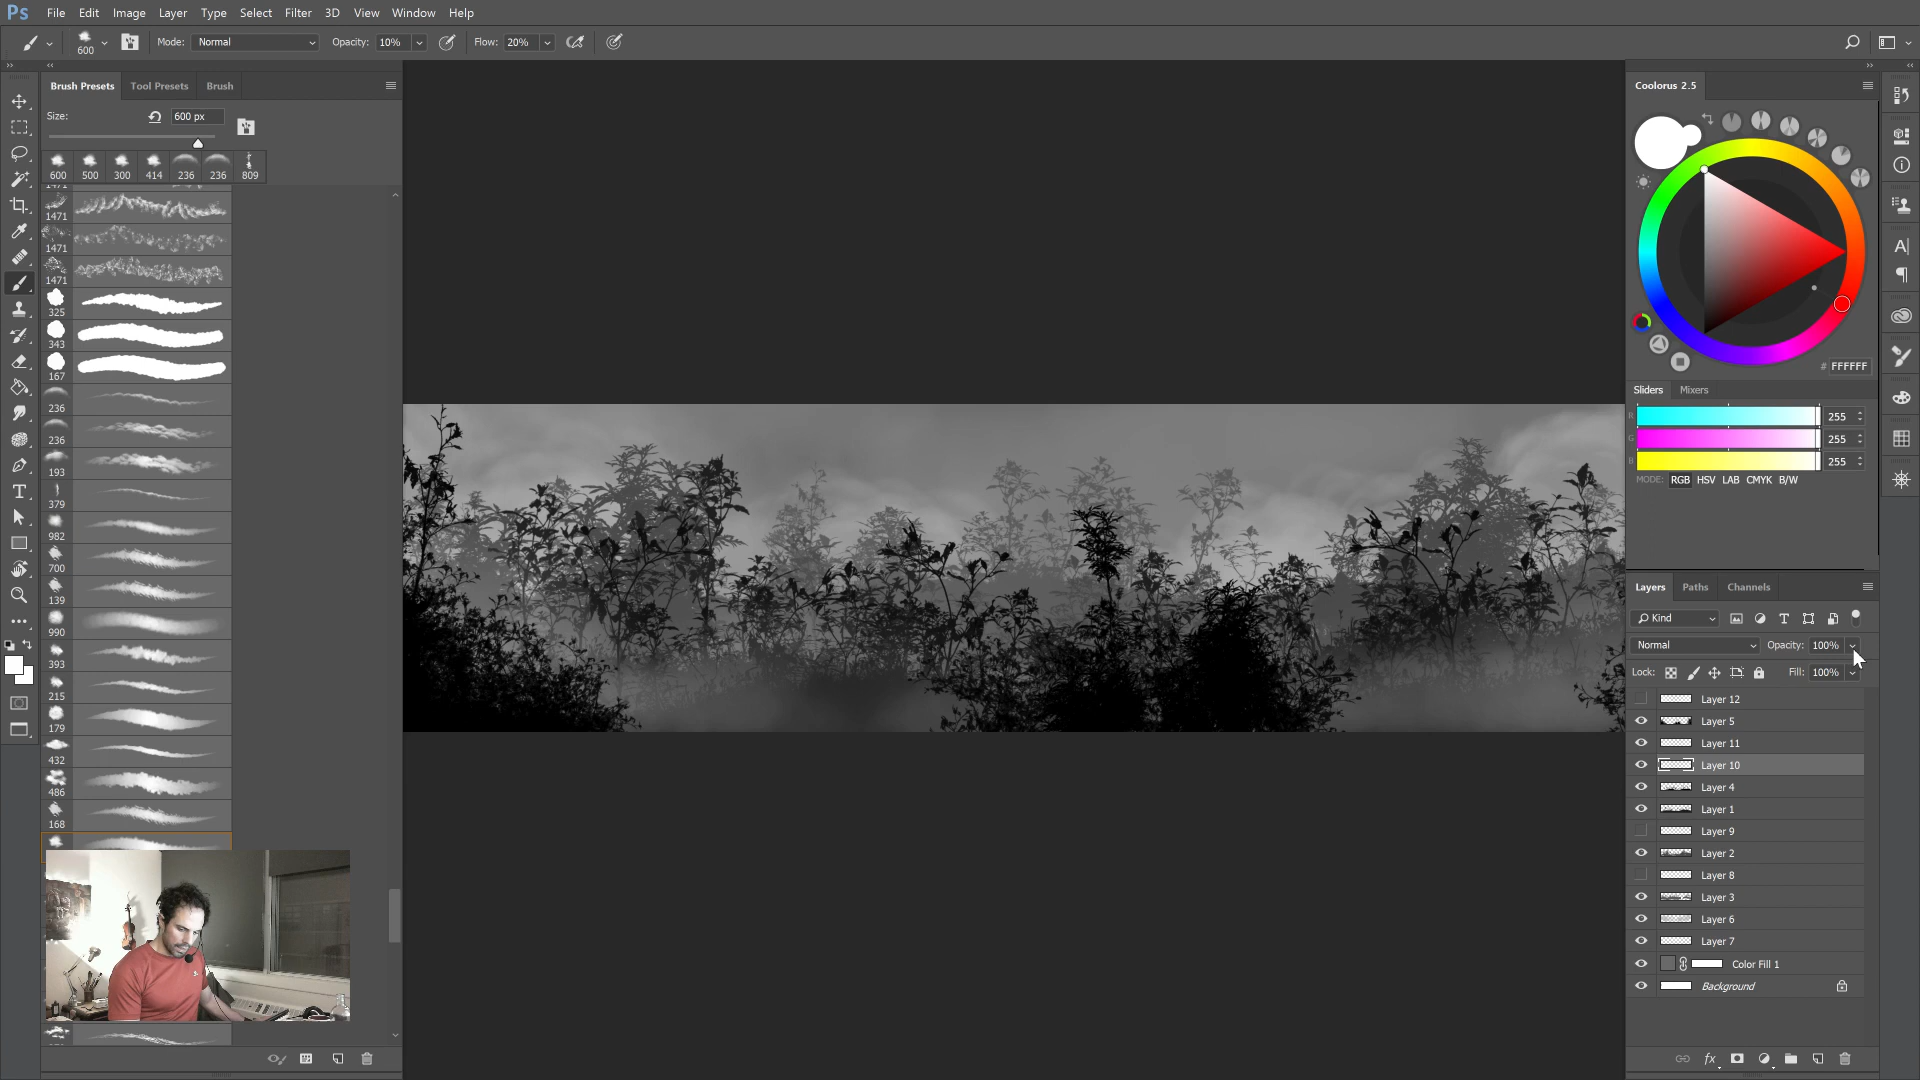 Ps File Edit Image Layer Type Select Filter 3D View Window Help
600 Mode: Normal Opacity: 10% Flow: 20%
Brush Presets Tool Presets Brush
Size: 600 px
600 500 300 414 236 236 809
1471
1471
1471
1471
325
343
167
236
236
193
379
982
700
139
990
393
215
179
432
486
168
Coolorus 2.5
# FFFFFF
Sliders Mixers
R 255
G 255
B 255
MODE: RGB HSV LAB CMYK B/W
Layers Paths Channels
Kind
Normal Opacity: 100%
Lock: Fill: 100%
Layer 12
Layer 5
Layer 11
Layer 10
Layer 4
Layer 1
Layer 9
Layer 2
Layer 8
Layer 3
Layer 6
Layer 7
Color Fill 1
Background